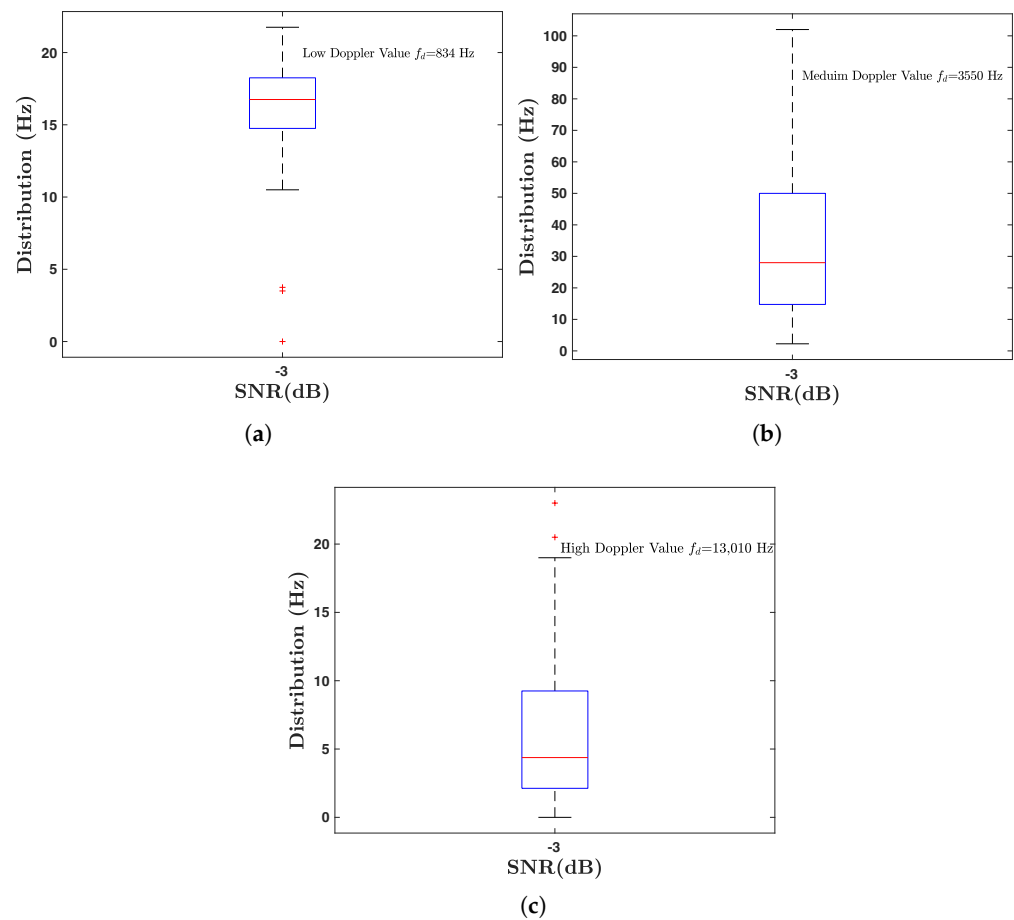 20
15
10
5
0
Distribution (Hz)
Low Doppler Value f_d=834 Hz
-3
SNR(dB)
(a)
100
90
80
70
60
50
40
30
20
10
0
Distribution (Hz)
Meduim Doppler Value f_d=3550 Hz
-3
SNR(dB)
(b)
20
15
10
5
0
Distribution (Hz)
High Doppler Value f_d=13,010 Hz
-3
SNR(dB)
(c)